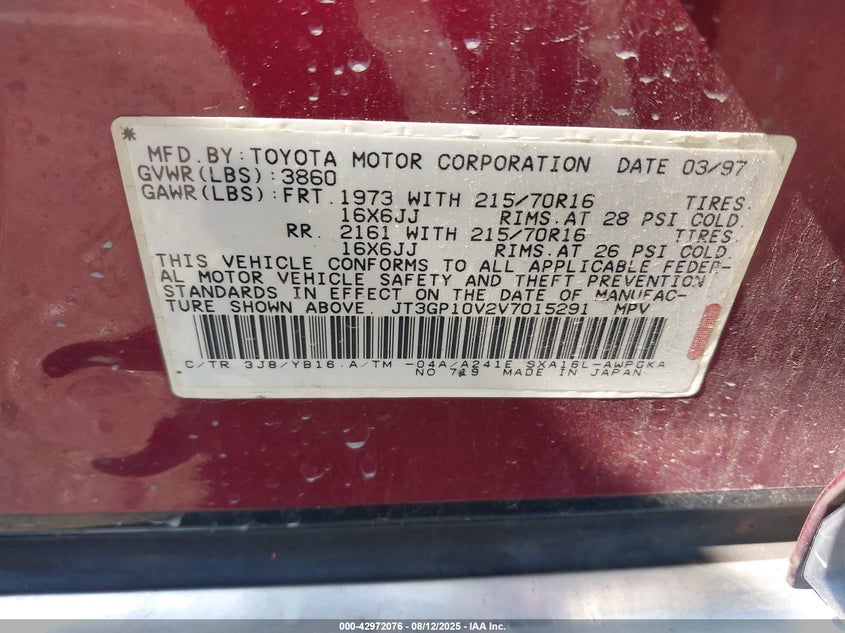 *
MFD.BY:TOYOTA MOTOR CORPORATION DATE 03/97
GVWR(LBS):3860
GAWR(LBS):FRT.1973 WITH 215/70R16 TIRES.
16X6JJ RIMS.AT 28 PSI COLD.
RR. 2161 WITH 215/70R16 TIRES
16X6JJ RIMS.AT 26 PSI COLD.
THIS VEHICLE CONFORMS TO ALL APPLICABLE FEDER-
AL MOTOR VEHICLE SAFETY AND THEFT PREVENTION
STANDARDS IN EFFECT ON THE DATE OF MANUFAC-
TURE SHOWN ABOVE. JT3GP10V2V7015291 MPV
C/TR 3J8/YB16.A/TM -04A/A241E SXA16L-AWPGKA
NO 719 MADE IN JAPAN
000-42972076 - 08/12/2025 - IAA Inc.